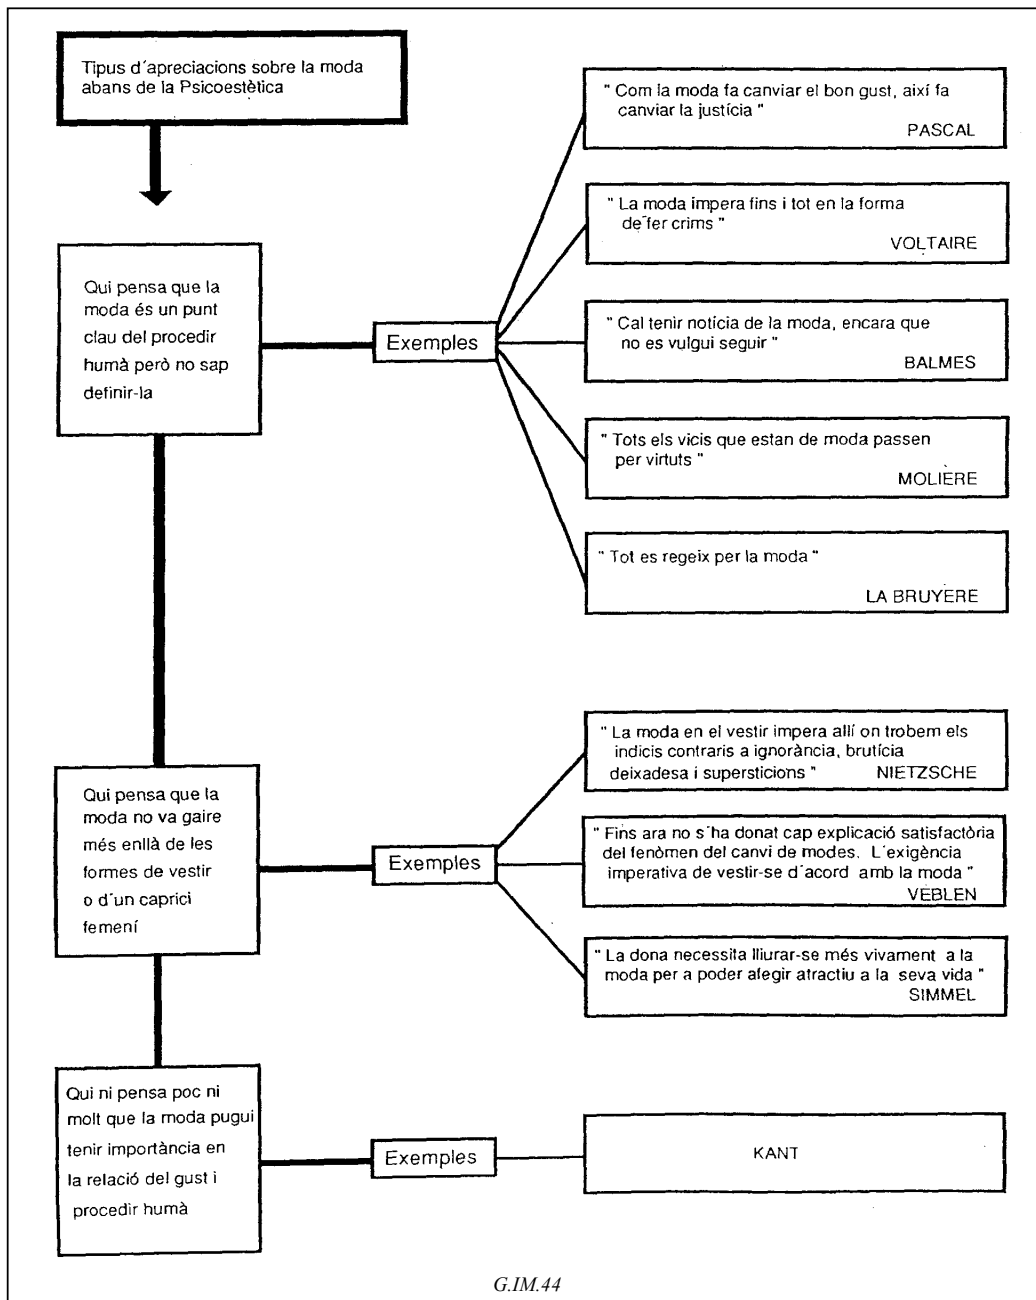 Tipus d´apreciacions sobre la moda
abans de la Psicoestètica
" Com la moda fa canviar el bon gust, així fa
canviar la justícia "
PASCAL
" La moda impera fins i tot en la forma
de fer crims "
VOLTAIRE
Qui pensa que la
moda és un punt
clau del procedir
humà però no sap
definir-la
Exemples
" Cal tenir notícia de la moda, encara que
no es vulgui seguir "
BALMES
" Tots els vicis que estan de moda passen
per virtuts "
MOLIÈRE
" Tot es regeix per la moda "
LA BRUYÈRE
" La moda en el vestir impera allí on trobem els
indicis contraris a ignorància, brutícia
deixadesa i supersticions "    NIETZSCHE
Qui pensa que la
moda no va gaire
més enllà de les
formes de vestir
o d´un caprici
femení
Exemples
" Fins ara no s´ha donat cap explicació satisfactòria
del fenòmen del canvi de modes. L´exigència
imperativa de vestir-se d´acord amb la moda "
VEBLEN
" La dona necessita lliurar-se més vivament a la
moda per a poder afegir atractiu a la seva vida "
SIMMEL
Qui ni pensa poc ni
molt que la moda pugui
tenir importància en
la relació del gust i
procedir humà
Exemples
KANT
G.IM.44